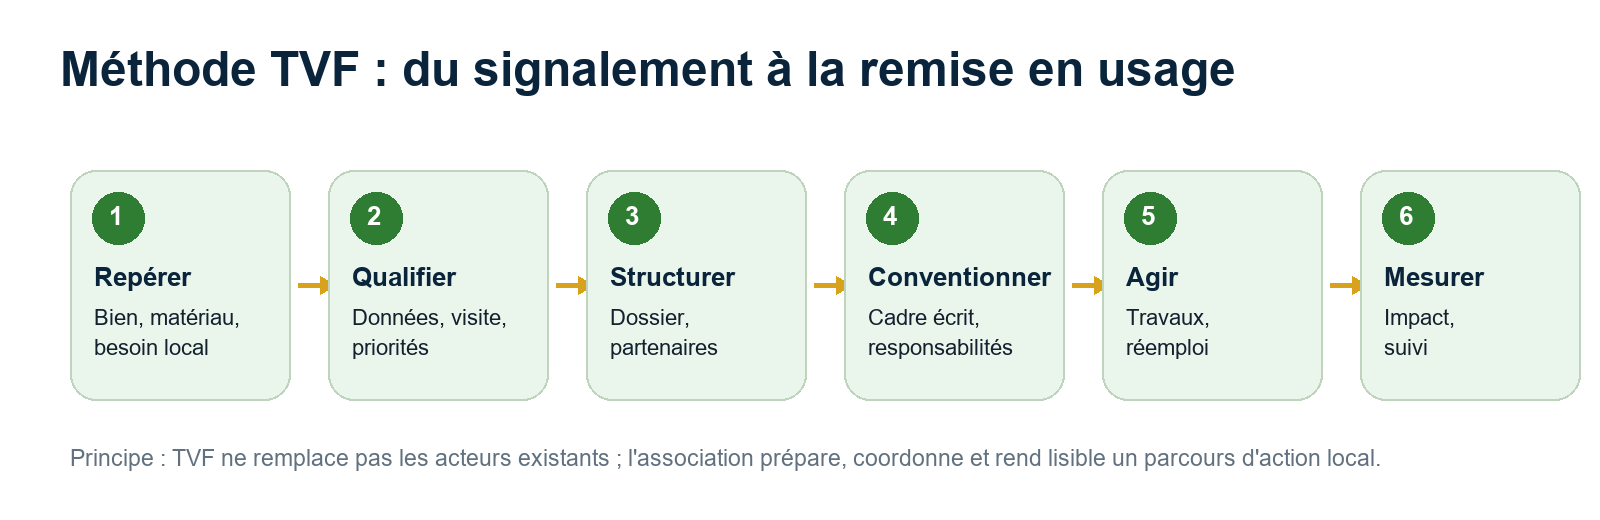 Méthode TVF : du signalement à la remise en usage
1
Repérer
Bien, matériau,
besoin local
2
Qualifier
Données, visite,
priorités
3
Structurer
Dossier,
partenaires
4
Conventionner
Cadre écrit,
responsabilités
5
Agir
Travaux,
réemploi
6
Mesurer
Impact,
suivi
Principe : TVF ne remplace pas les acteurs existants ; l'association prépare, coordonne et rend lisible un parcours d'action local.